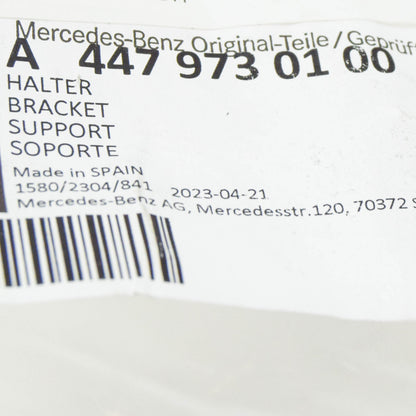 Mercedes-Benz Original-Teile / Geprüf
A 447 973 01 00
HALTER
BRACKET
SUPPORT
SOPORTE
Made in SPAIN
1580/2304/841 2023-04-21
Mercedes-Benz AG, Mercedesstr.120, 70372 S